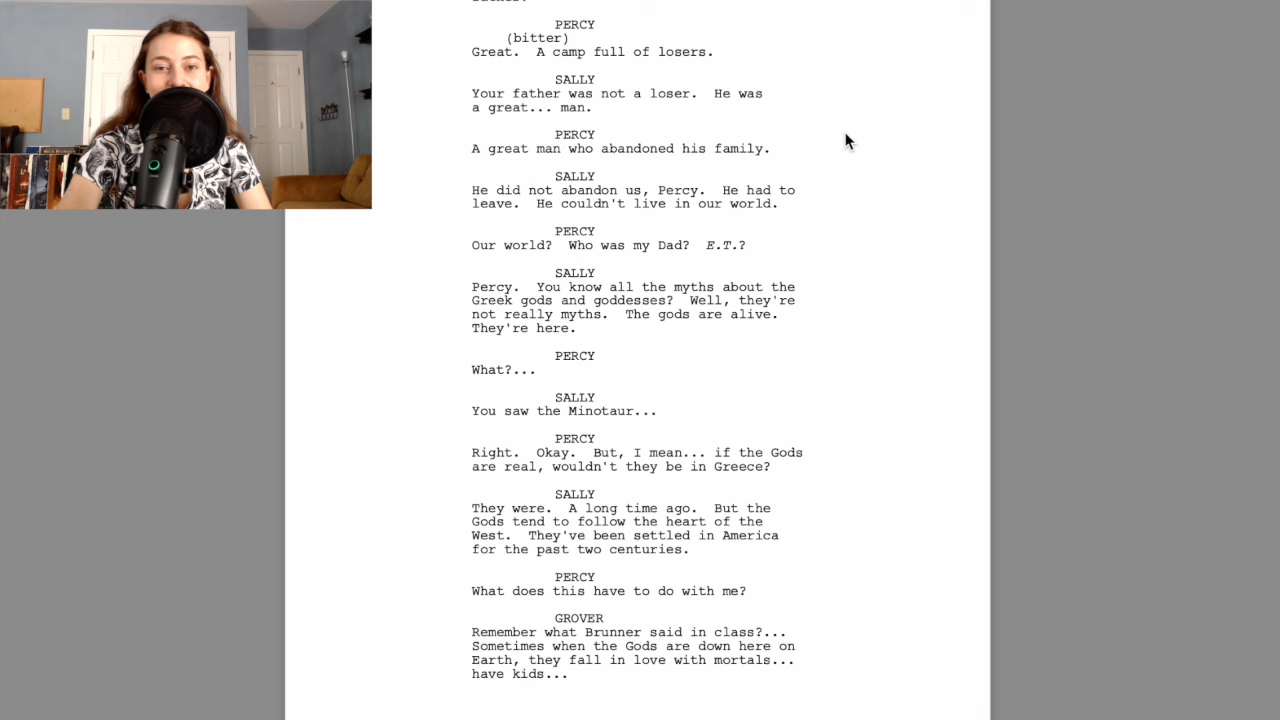 PERCY
(bitter)
Great.  A camp full of losers.
SALLY
Your father was not a loser.  He was
a great... man.
PERCY
A great man who abandoned his family.
SALLY
He did not abandon us, Percy.  He had to
leave.  He couldn't live in our world.
PERCY
Our world?  Who was my Dad?  E.T.?
SALLY
Percy.  You know all the myths about the
Greek gods and goddesses?  Well, they're
not really myths.  The gods are alive.
They're here.
PERCY
What?...
SALLY
You saw the Minotaur...
PERCY
Right.  Okay.  But, I mean... if the Gods
are real, wouldn't they be in Greece?
SALLY
They were.  A long time ago.  But the
Gods tend to follow the heart of the
West.  They've been settled in America
for the past two centuries.
PERCY
What does this have to do with me?
GROVER
Remember what Brunner said in class?...
Sometimes when the Gods are down here on
Earth, they fall in love with mortals...
have kids...